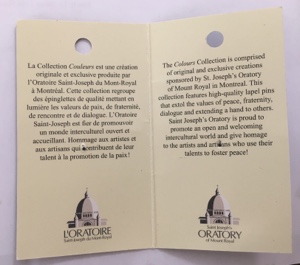 La Collection Couleurs est une création
originale et exclusive produite par
l'Oratoire Saint-Joseph du Mont-Royal
à Montréal. Cette collection regroupe
des épinglettes de qualité mettant en
lumière les valeurs de paix, de fraternité,
de rencontre et de dialogue. L'Oratoire
Saint-Joseph est fier de promouvoir
un monde interculturel ouvert et
accueillant. Hommage aux artistes et
aux artisans qui contribuent de leur
talent à la promotion de la paix!
L'ORATOIRE
Saint-Joseph du Mont-Royal
The Colours Collection is comprised
of original and exclusive creations
sponsored by St. Joseph's Oratory
of Mount Royal in Montreal. This
collection features high-quality lapel pins
that extol the values of peace, fraternity,
dialogue and extending a hand to others.
Saint Joseph's Oratory is proud to
promote an open and welcoming
intercultural world and give homage
to the artists and artisans who use their
talents to foster peace!
Saint Joseph's
ORATORY
of Mount-Royal